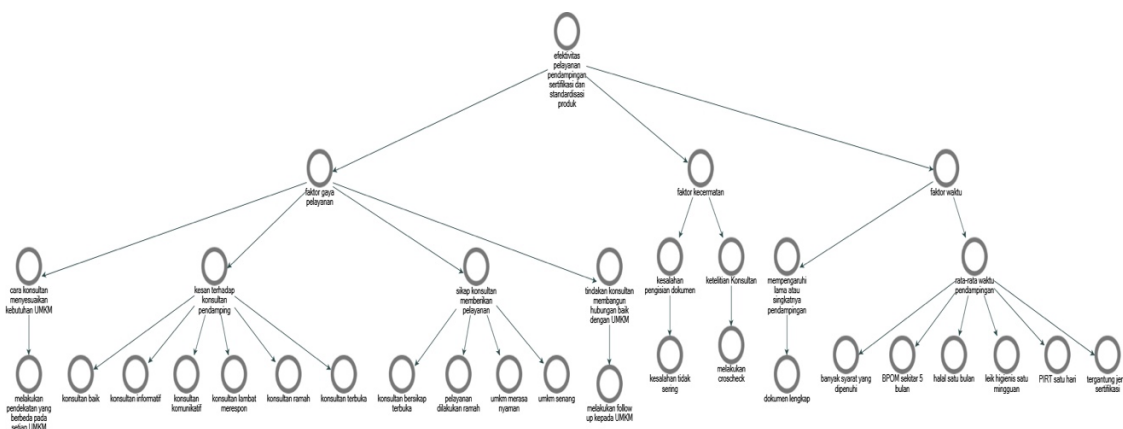 efektivitas
pelayanan
pendampingan
sertifikasi dan
standardisasi
produk
faktor gaya
pelayanan
faktor kecermatan
faktor waktu
cara konsultan
menyesuaikan
kebutuhan UMKM
kesan terhadap
konsultan
pendamping
sikap konsultan
memberikan
pelayanan
tindakan konsultan
membangun
hubungan baik
dengan UMKM
kesalahan
pengisian dokumen
ketelitian Konsultan
mempengaruhi
lama atau
singkatnya
pendampingan
rata-rata waktu
pendampingan
melakukan
pendekatan yang
berbeda pada
setiap UMKM
konsultan baik
konsultan informatif
konsultan
komunikatif
konsultan lambat
merespon
konsultan ramah
konsultan terbuka
konsultan bersikap
terbuka
pelayanan
dilakukan ramah
umkm merasa
nyaman
umkm senang
melakukan follow
up kepada UMKM
kesalahan tidak
sering
melakukan
croscheck
dokumen lengkap
banyak syarat yang
dipenuhi
BPOM sekitar 5
bulan
halal satu bulan
leik higienis satu
mingguan
PIRT satu hari
tergantung jer
sertifikasi